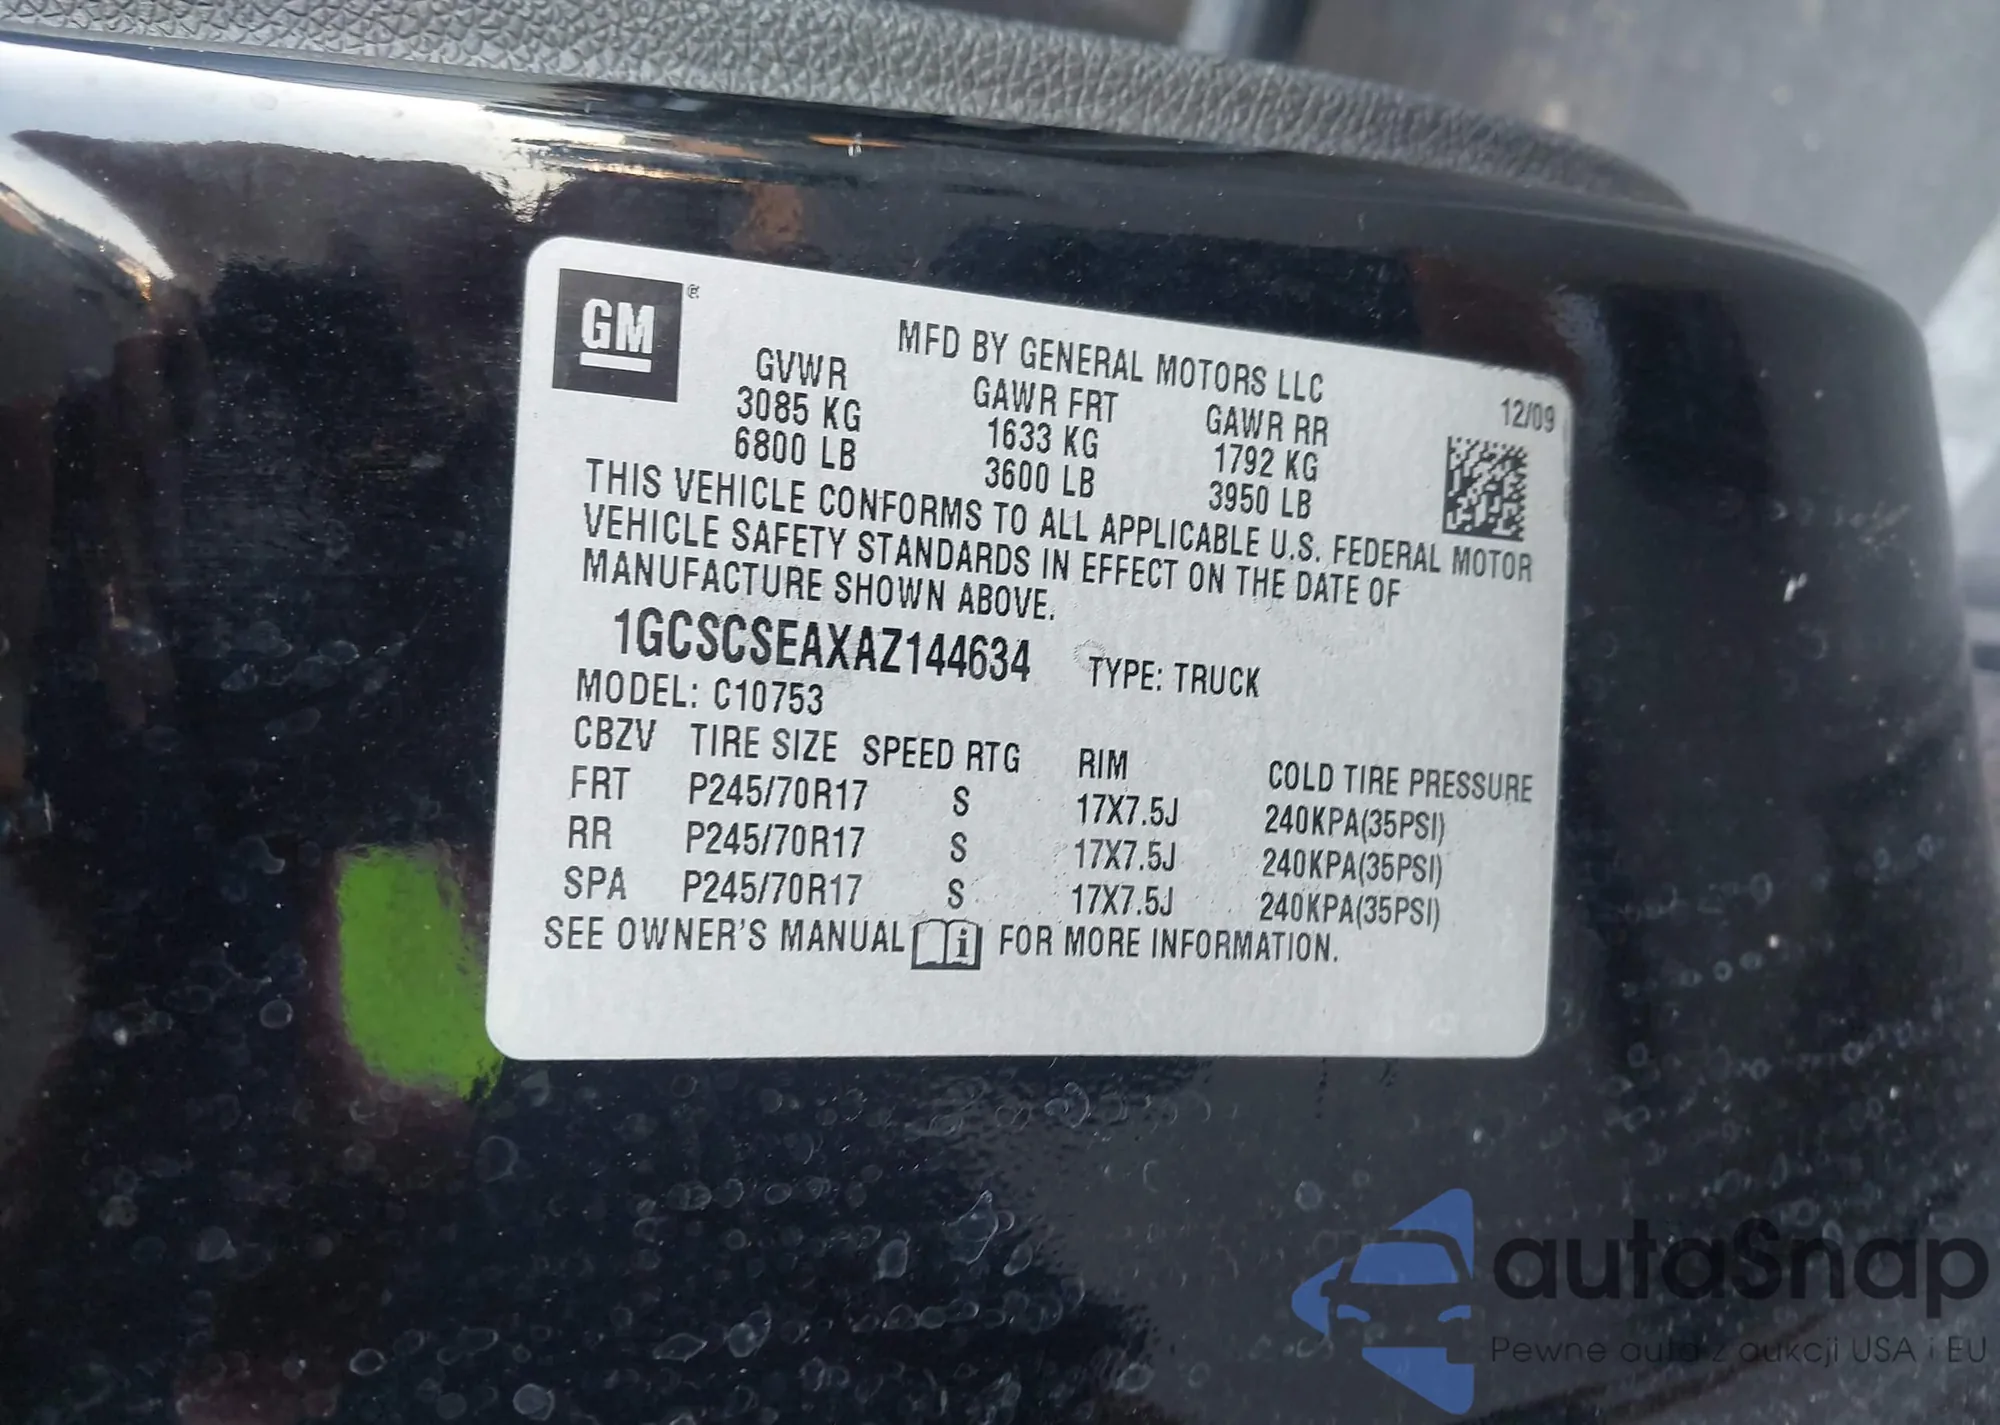 GM
MFD BY GENERAL MOTORS LLC
12/09
GVWR GAWR FRT GAWR RR
3085 KG 1633 KG 1792 KG
6800 LB 3600 LB 3950 LB
THIS VEHICLE CONFORMS TO ALL APPLICABLE U.S. FEDERAL MOTOR
VEHICLE SAFETY STANDARDS IN EFFECT ON THE DATE OF
MANUFACTURE SHOWN ABOVE.
1GCSCSEAXAZ144634 TYPE: TRUCK
MODEL: C10753
CBZV TIRE SIZE SPEED RTG RIM COLD TIRE PRESSURE
FRT P245/70R17 S 17X7.5J 240KPA(35PSI)
RR P245/70R17 S 17X7.5J 240KPA(35PSI)
SPA P245/70R17 S 17X7.5J 240KPA(35PSI)
SEE OWNER'S MANUAL FOR MORE INFORMATION.
autaSnap
Pewne auta z aukcji USA i EU